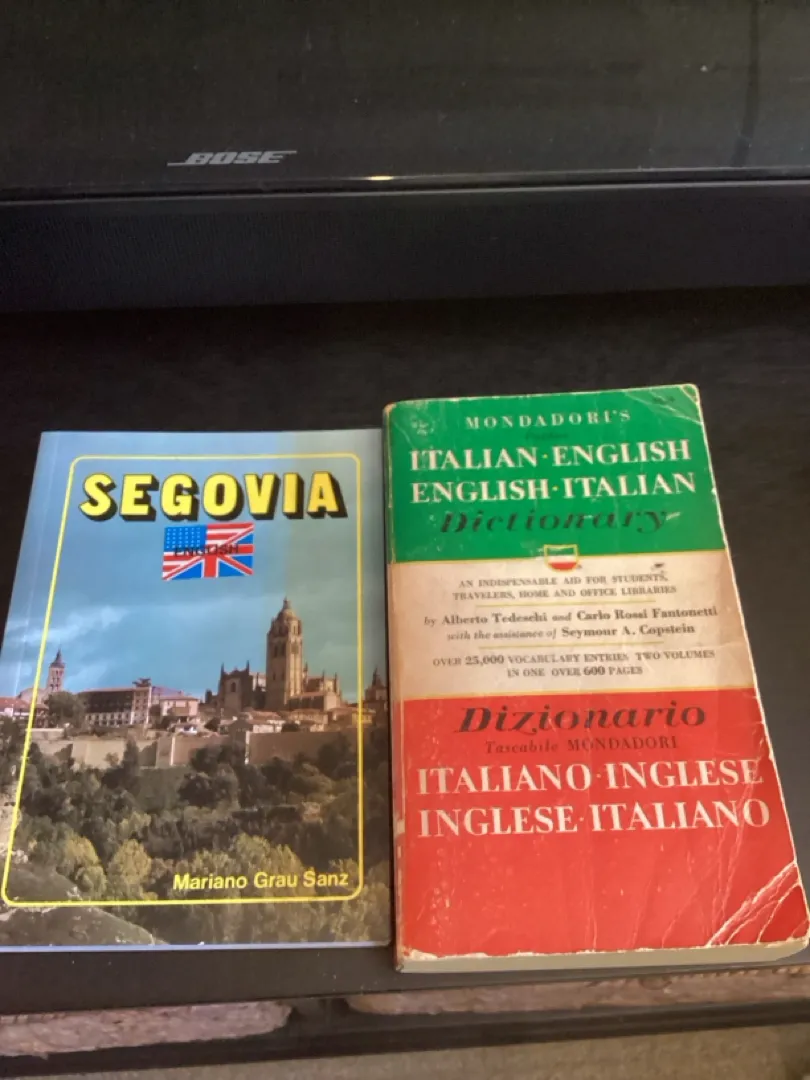 BOSE
SEGOVIA
ENGLISH
Mariano Grau Sanz
MONDADORI'S
ITALIAN·ENGLISH
ENGLISH·ITALIAN
Dictionary
AN INDISPENSABLE AID FOR STUDENTS,
TRAVELERS, HOME AND OFFICE LIBRARIES
by Alberto Tedeschi and Carlo Rossi Fantonetti
with the assistance of Seymour A. Copstein
OVER 25,000 VOCABULARY ENTRIES TWO VOLUMES
IN ONE OVER 600 PAGES
Dizionario
Tascabile MONDADORI
ITALIANO·INGLESE
INGLESE·ITALIANO